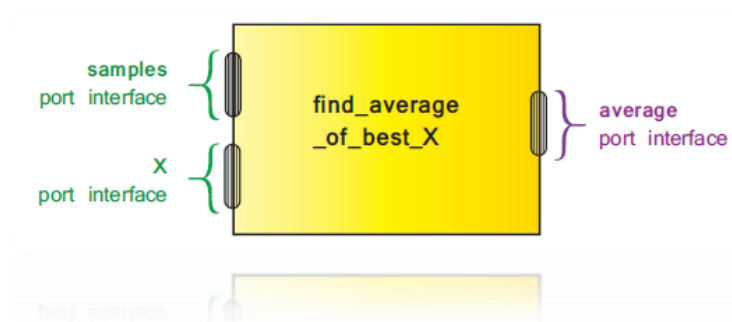 samples
port interface
X
port interface
find_average
_of_best_X
average
port interface